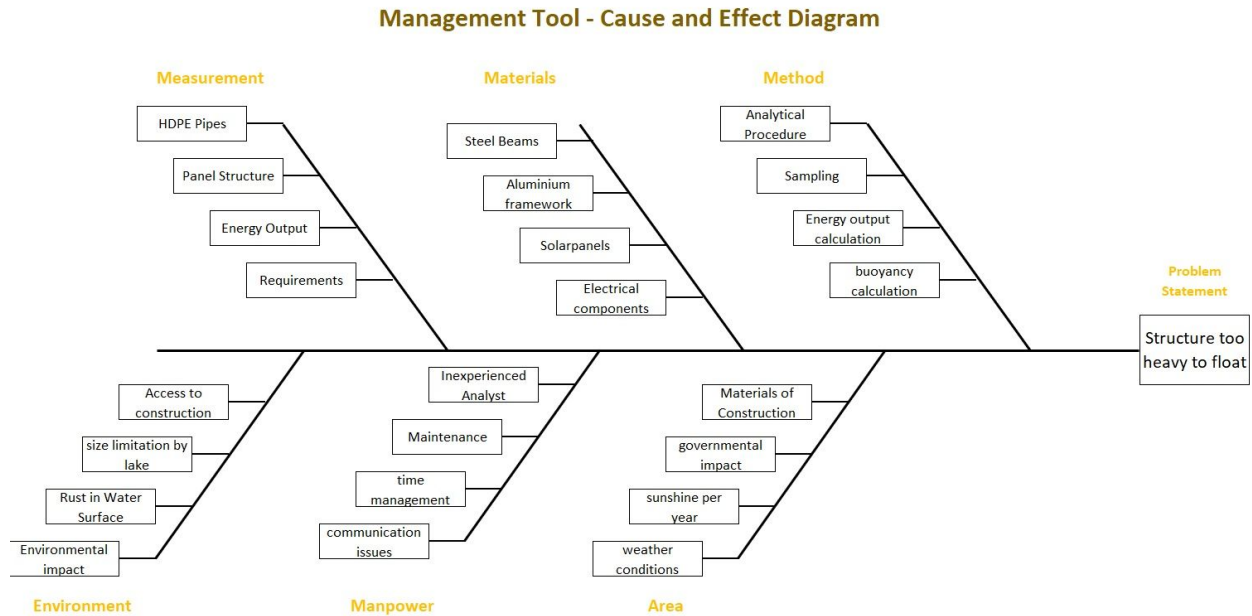 Management Tool - Cause and Effect Diagram
Measurement
HDPE Pipes
Panel Structure
Energy Output
Requirements
Materials
Steel Beams
Aluminium
framework
Solarpanels
Electrical
components
Method
Analytical
Procedure
Sampling
Energy output
calculation
buoyancy
calculation
Problem
Statement
Structure too
heavy to float
Access to
construction
size limitation by
lake
Rust in Water
Surface
Environmental
impact
Environment
Inexperienced
Analyst
Maintenance
time
management
communication
issues
Manpower
Materials of
Construction
governmental
impact
sunshine per
year
weather
conditions
Area